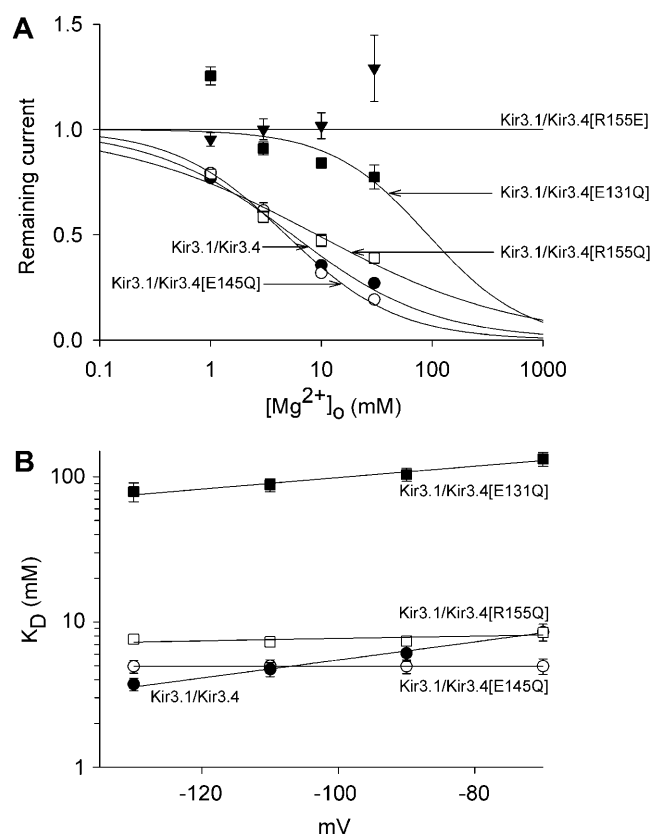 A
1.5
1.0
0.5
0.0
Remaining current
Kir3.1/Kir3.4[R155E]
Kir3.1/Kir3.4[E131Q]
Kir3.1/Kir3.4[R155Q]
Kir3.1/Kir3.4
Kir3.1/Kir3.4[E145Q]
0.1 1 10 100 1000
[Mg2+]o (mM)
B
100
10
1
KD (mM)
Kir3.1/Kir3.4[E131Q]
Kir3.1/Kir3.4[R155Q]
Kir3.1/Kir3.4
Kir3.1/Kir3.4[E145Q]
-120 -100 -80
mV